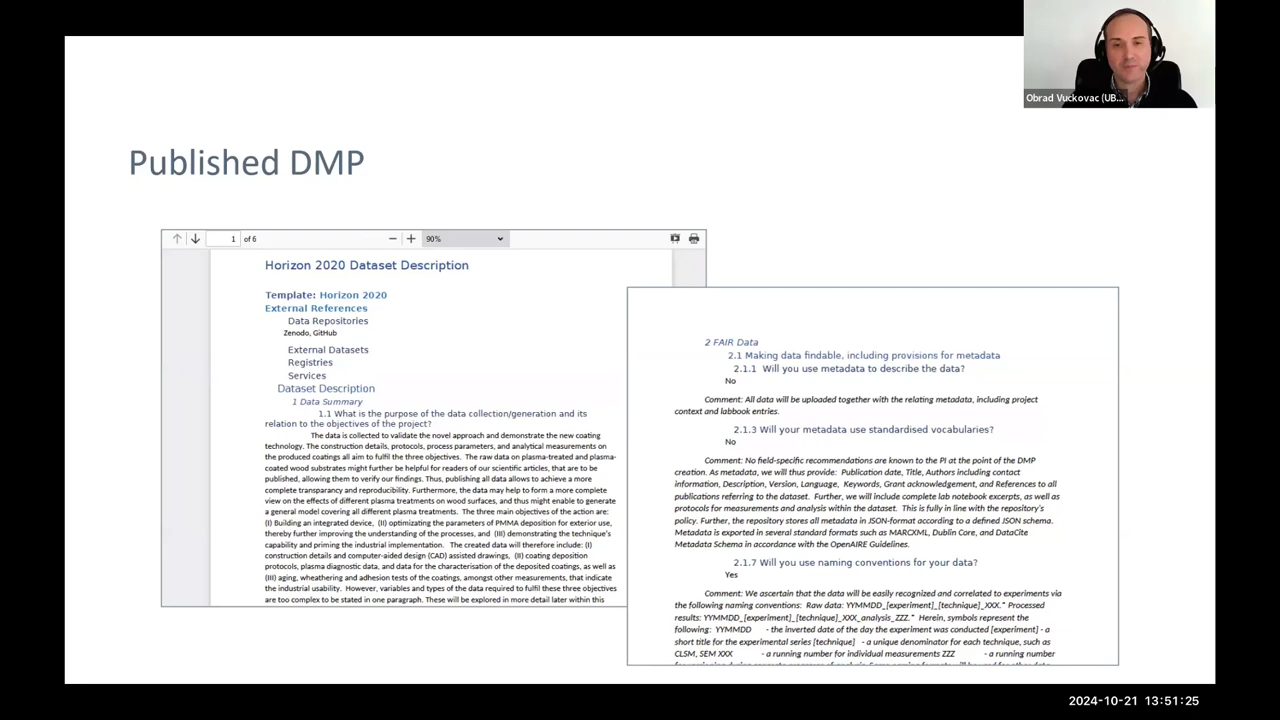 Obrad Vuckovac (UB...
Published DMP
1 of 6
90%
Horizon 2020 Dataset Description
Template: Horizon 2020
External References
Data Repositories
Zenodo, GitHub
External Datasets
Registries
Services
Dataset Description
1 Data Summary
1.1 What is the purpose of the data collection/generation and its
relation to the objectives of the project?
The data is collected to validate the novel approach and demonstrate the new coating
technology. The construction details, protocols, process parameters, and analytical measurements on
the produced coatings all aim to fulfil the three objectives. The raw data on plasma-treated and plasma-
coated wood substrates might further be helpful for readers of our scientific articles, that are to be
published, allowing them to verify our findings. Thus, publishing all data allows to achieve a more
complete transparency and reproducibility. Furthermore, the data may help to form a more complete
view on the effects of different plasma treatments on wood surfaces, and thus might enable to generate
a general model covering all different plasma treatments. The three main objectives of the action are:
(I) Building an integrated device, (II) optimizing the parameters of PMMA deposition for exterior use,
thereby further improving the understanding of the processes, and (III) demonstrating the technique's
capability and priming the industrial implementation. The created data will therefore include: (I)
construction details and computer-aided design (CAD) assisted drawings, (II) coating deposition
protocols, plasma diagnostic data, and data for the characterisation of the deposited coatings, as well as
(III) aging, wheathering and adhesion tests of the coatings, amongst other measurements, that indicate
the industrial usability. However, variables and types of the data required to fulfil these three objectives
are too complex to be stated in one paragraph. These will be explored in more detail later within this
2 FAIR Data
2.1 Making data findable, including provisions for metadata
2.1.1 Will you use metadata to describe the data?
No
Comment: All data will be uploaded together with the relating metadata, including project
context and labbook entries.
2.1.3 Will your metadata use standardised vocabularies?
No
Comment: No field-specific recommendations are known to the PI at the point of the DMP
creation. As metadata, we will thus provide: Publication date, Title, Authors including contact
information, Description, Version, Language, Keywords, Grant acknowledgement, and References to all
publications referring to the dataset. Further, we will include complete lab notebook excerpts, as well as
protocols for measurements and analysis within the dataset. This is fully in line with the repository's
policy. Further, the repository stores all metadata in JSON-format according to a defined JSON schema.
Metadata is exported in several standard formats such as MARCXML, Dublin Core, and DataCite
Metadata Schema in accordance with the OpenAIRE Guidelines.
2.1.7 Will you use naming conventions for your data?
Yes
Comment: We ascertain that the data will be easily recognized and correlated to experiments via
the following naming conventions: Raw data: YYMMDD_[experiment]_[technique]_XXX.* Processed
results: YYMMDD_[experiment]_[technique]_XXX_analysis_ZZZ.* Herein, symbols represent the
following: YYMMDD - the inverted date of the day the experiment was conducted [experiment] - a
short title for the experimental series [technique] - a unique denominator for each technique, such as
CLSM, SEM XXX - a running number for individual measurements ZZZ - a running number
2024-10-21 13:51:25